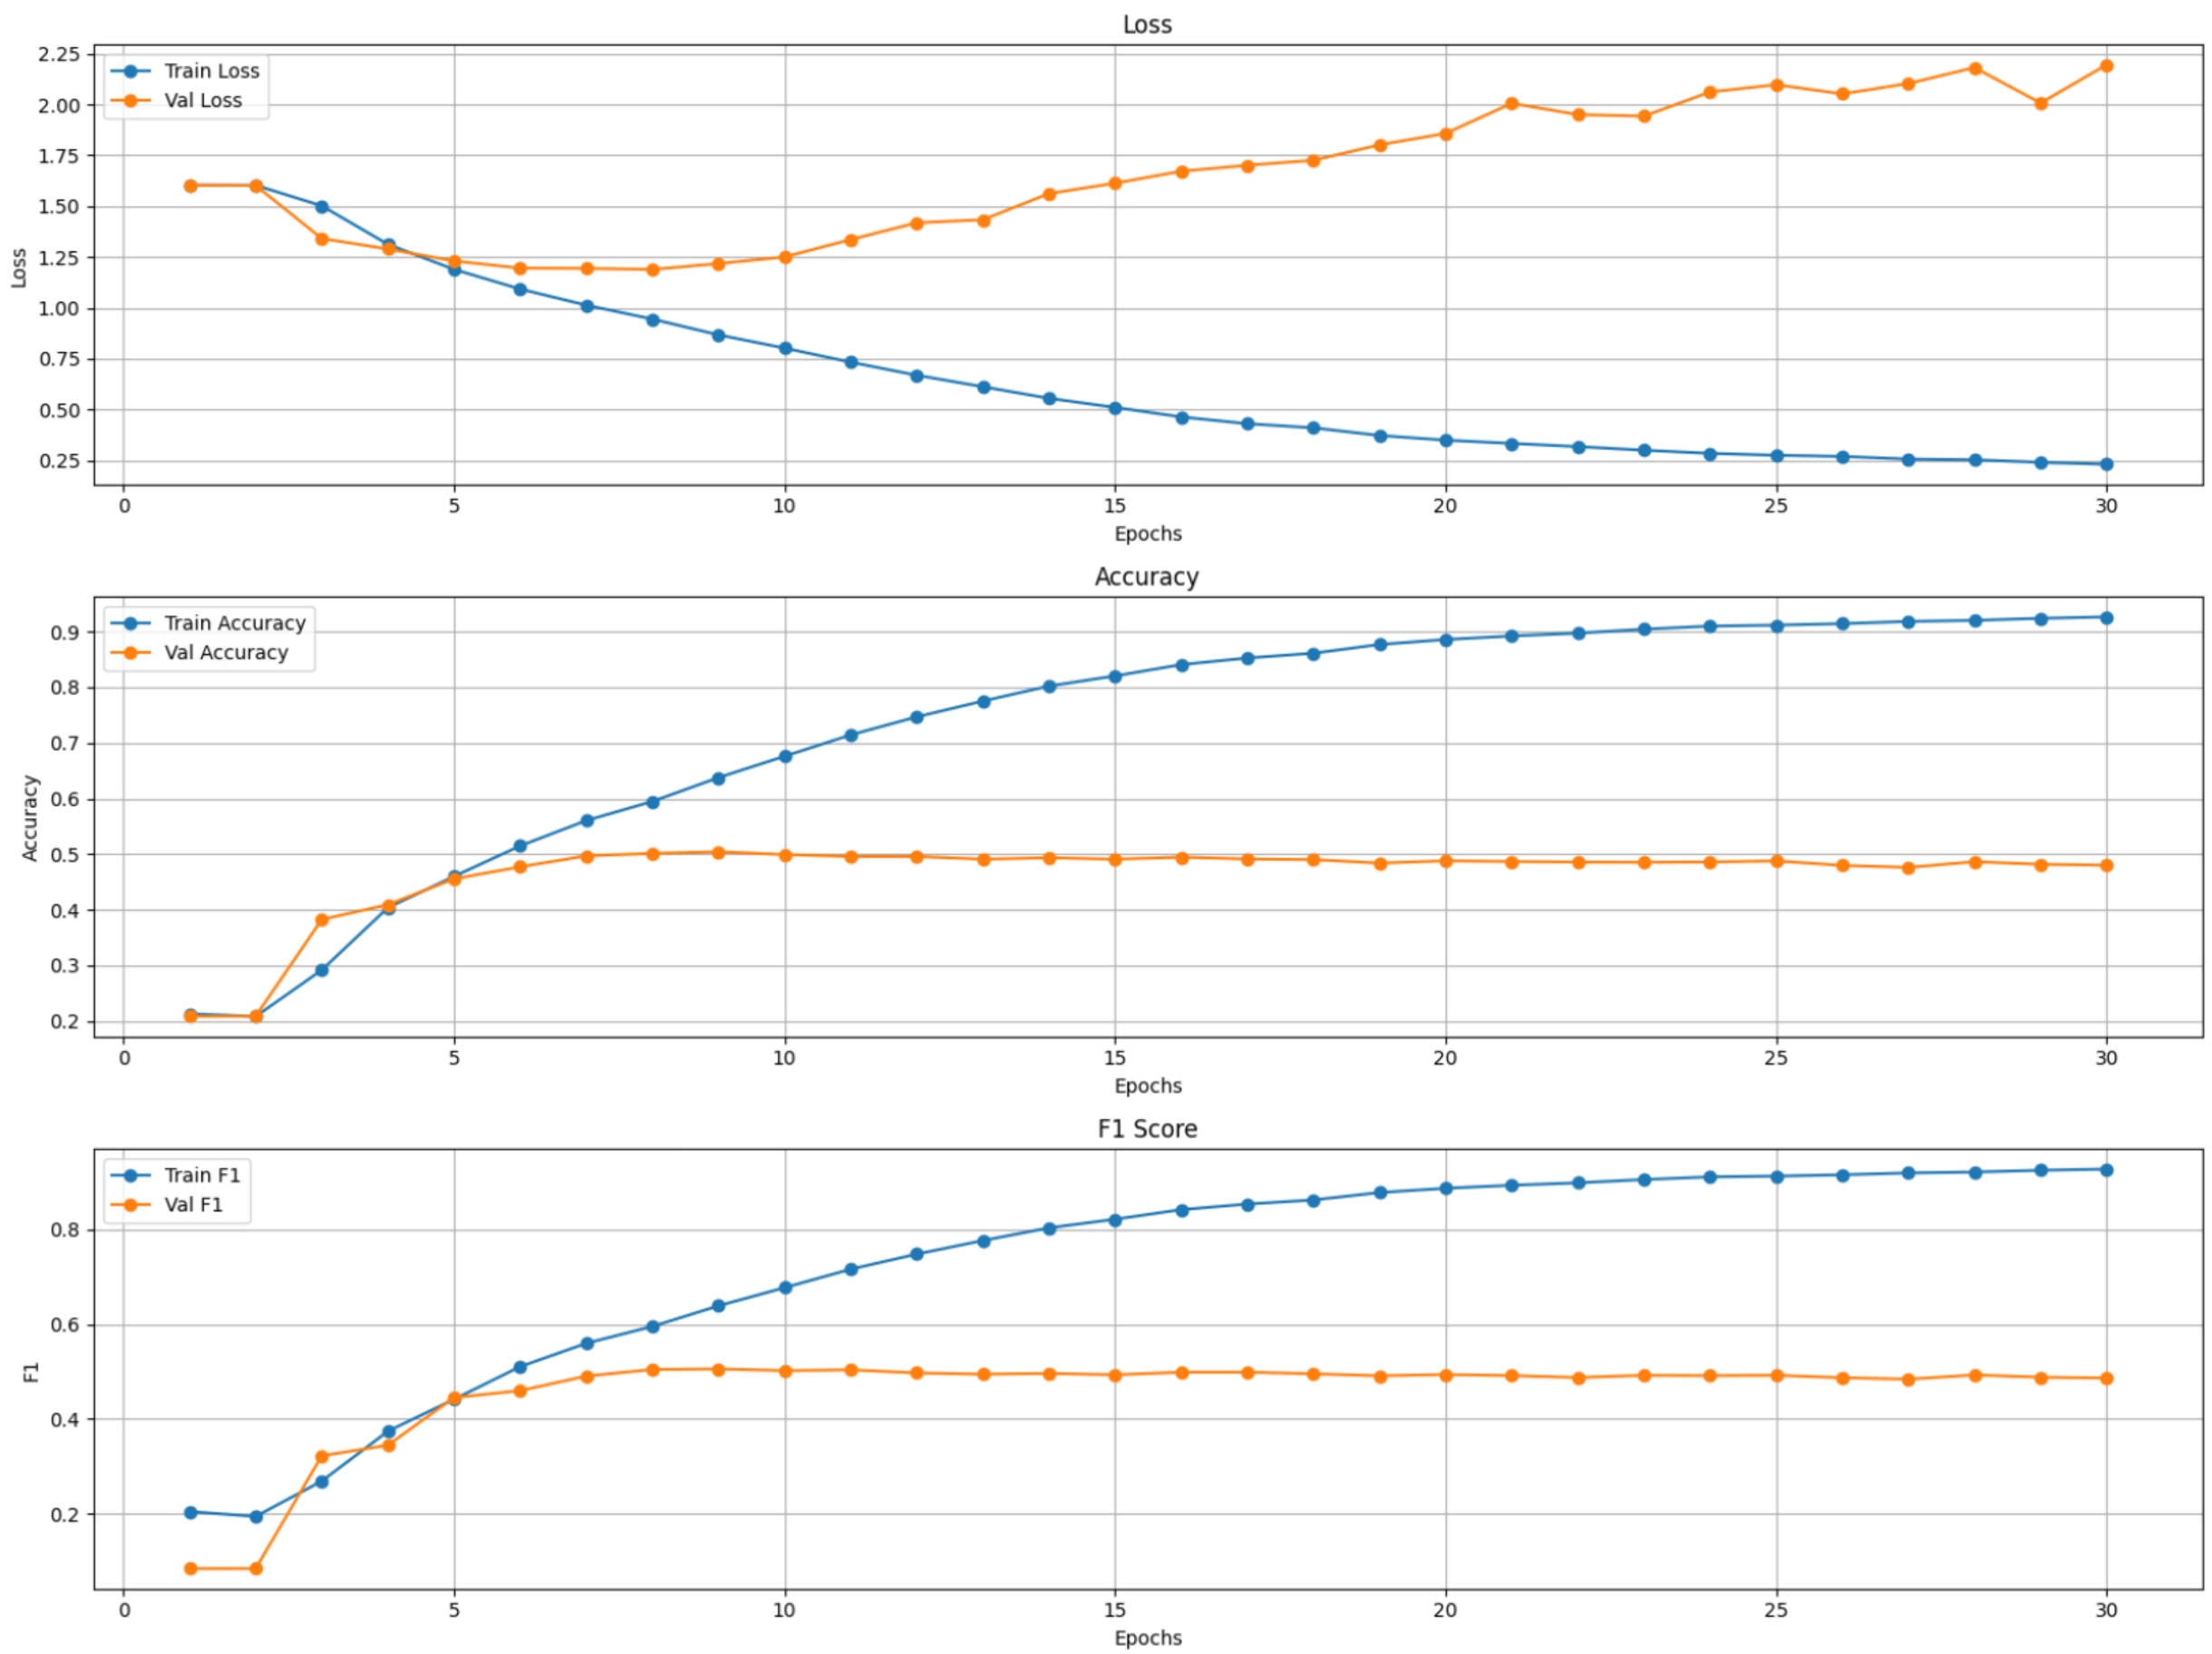 Loss
Train Loss
Val Loss
2.25
2.00
1.75
1.50
1.25
1.00
0.75
0.50
0.25
Loss
0 5 10 15 20 25 30
Epochs
Accuracy
Train Accuracy
Val Accuracy
0.9
0.8
0.7
0.6
0.5
0.4
0.3
0.2
Accuracy
0 5 10 15 20 25 30
Epochs
F1 Score
Train F1
Val F1
0.8
0.6
0.4
0.2
F1
0 5 10 15 20 25 30
Epochs